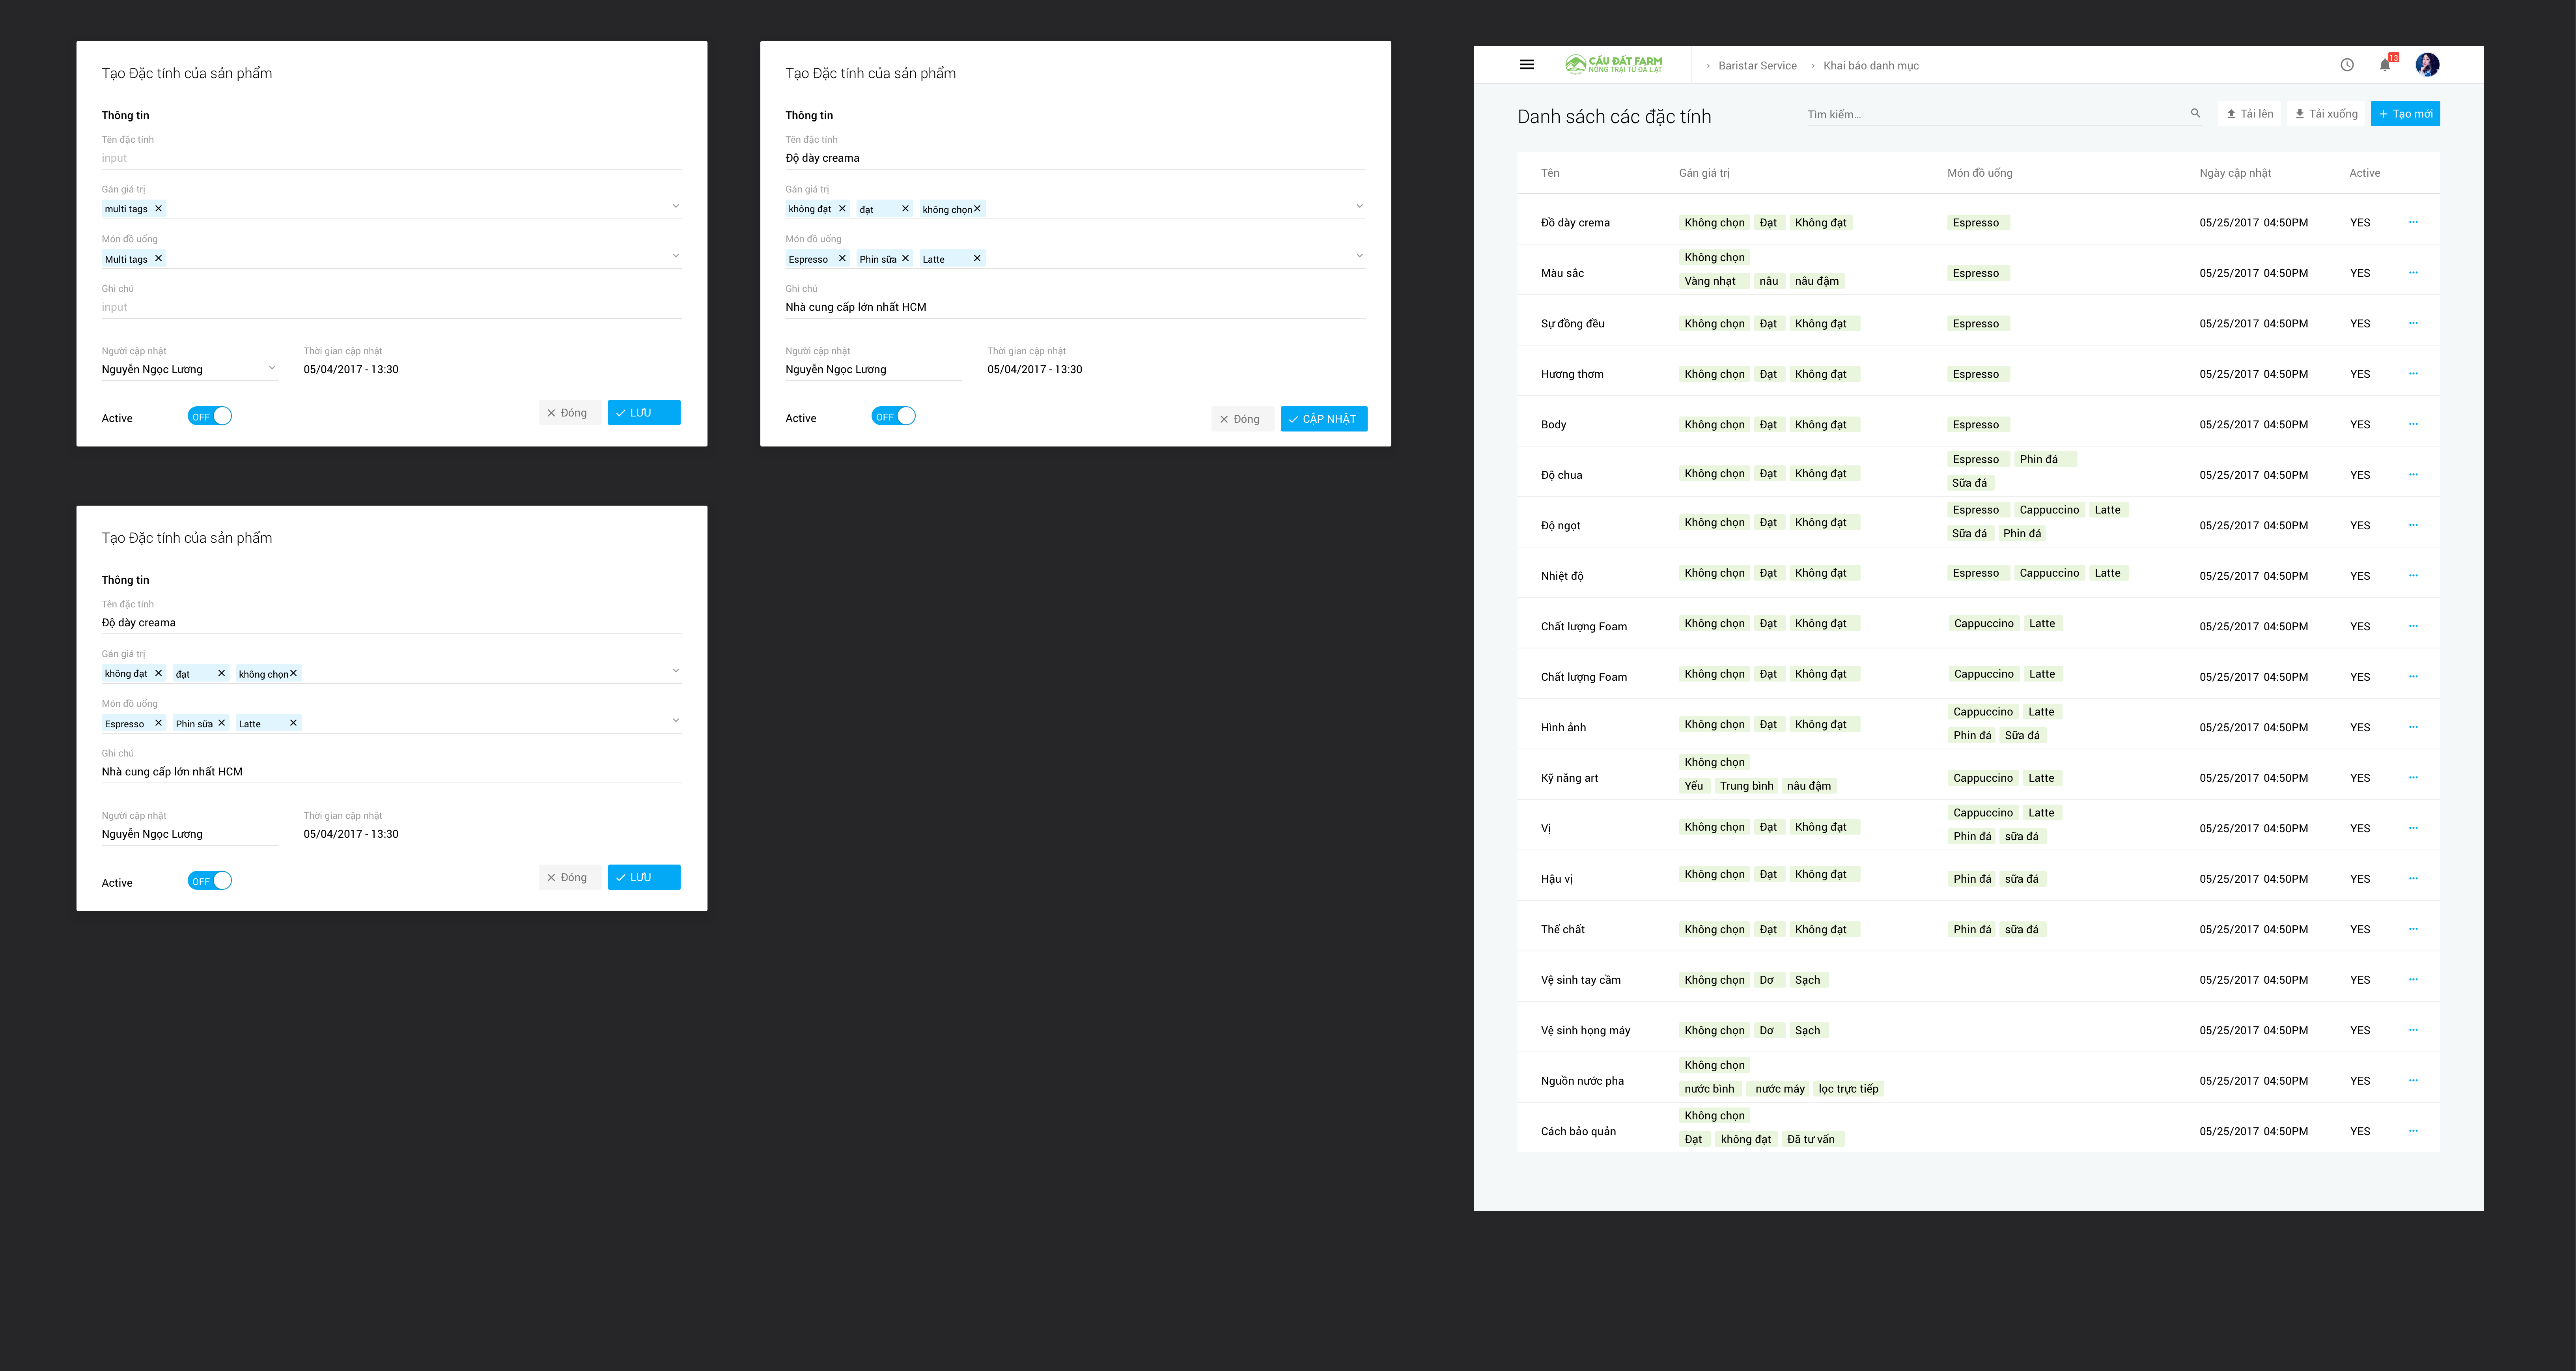 Tạo Đặc tính của sản phẩm
Thông tin
Tên đặc tính
input
Gán giá trị
multi tags
Món đồ uống
Multi tags
Ghi chú
input
Người cập nhật Thời gian cập nhật
Nguyễn Ngọc Lương 05/04/2017 - 13:30
Active OFF Đóng LƯU
Tạo Đặc tính của sản phẩm
Thông tin
Tên đặc tính
Độ dày creama
Gán giá trị
không đạt đạt không chọn
Món đồ uống
Espresso Phin sữa Latte
Ghi chú
Nhà cung cấp lớn nhất HCM
Người cập nhật Thời gian cập nhật
Nguyễn Ngọc Lương 05/04/2017 - 13:30
Active OFF Đóng CẬP NHẬT
Tạo Đặc tính của sản phẩm
Thông tin
Tên đặc tính
Độ dày creama
Gán giá trị
không đạt đạt không chọn
Món đồ uống
Espresso Phin sữa Latte
Ghi chú
Nhà cung cấp lớn nhất HCM
Người cập nhật Thời gian cập nhật
Nguyễn Ngọc Lương 05/04/2017 - 13:30
Active OFF Đóng LƯU
CẦU ĐẤT FARM
NÔNG TRẠI TỪ ĐÀ LẠT
Baristar Service Khai báo danh mục 13
Danh sách các đặc tính Tìm kiếm... Tải lên Tải xuống Tạo mới
Tên Gán giá trị Món đồ uống Ngày cập nhật Active
Đồ dày crema Không chọn Đạt Không đạt Espresso 05/25/2017 04:50PM YES
Không chọn
Màu sắc Espresso 05/25/2017 04:50PM YES
Vàng nhạt nâu nâu đậm
Sự đồng đều Không chọn Đạt Không đạt Espresso 05/25/2017 04:50PM YES
Hương thơm Không chọn Đạt Không đạt Espresso 05/25/2017 04:50PM YES
Body Không chọn Đạt Không đạt Espresso 05/25/2017 04:50PM YES
Espresso Phin đá
Độ chua Không chọn Đạt Không đạt 05/25/2017 04:50PM YES
Sữa đá
Espresso Cappuccino Latte
Độ ngọt Không chọn Đạt Không đạt 05/25/2017 04:50PM YES
Sữa đá Phin đá
Nhiệt độ Không chọn Đạt Không đạt Espresso Cappuccino Latte 05/25/2017 04:50PM YES
Chất lượng Foam Không chọn Đạt Không đạt Cappuccino Latte 05/25/2017 04:50PM YES
Chất lượng Foam Không chọn Đạt Không đạt Cappuccino Latte 05/25/2017 04:50PM YES
Cappuccino Latte
Hình ảnh Không chọn Đạt Không đạt 05/25/2017 04:50PM YES
Phin đá Sữa đá
Không chọn
Kỹ năng art Cappuccino Latte 05/25/2017 04:50PM YES
Yếu Trung bình nâu đậm
Cappuccino Latte
Vị Không chọn Đạt Không đạt 05/25/2017 04:50PM YES
Phin đá sữa đá
Hậu vị Không chọn Đạt Không đạt Phin đá sữa đá 05/25/2017 04:50PM YES
Thể chất Không chọn Đạt Không đạt Phin đá sữa đá 05/25/2017 04:50PM YES
Vệ sinh tay cầm Không chọn Dơ Sạch 05/25/2017 04:50PM YES
Vệ sinh họng máy Không chọn Dơ Sạch 05/25/2017 04:50PM YES
Không chọn
Nguồn nước pha 05/25/2017 04:50PM YES
nước bình nước máy lọc trực tiếp
Không chọn
Cách bảo quản 05/25/2017 04:50PM YES
Đạt không đạt Đã tư vấn